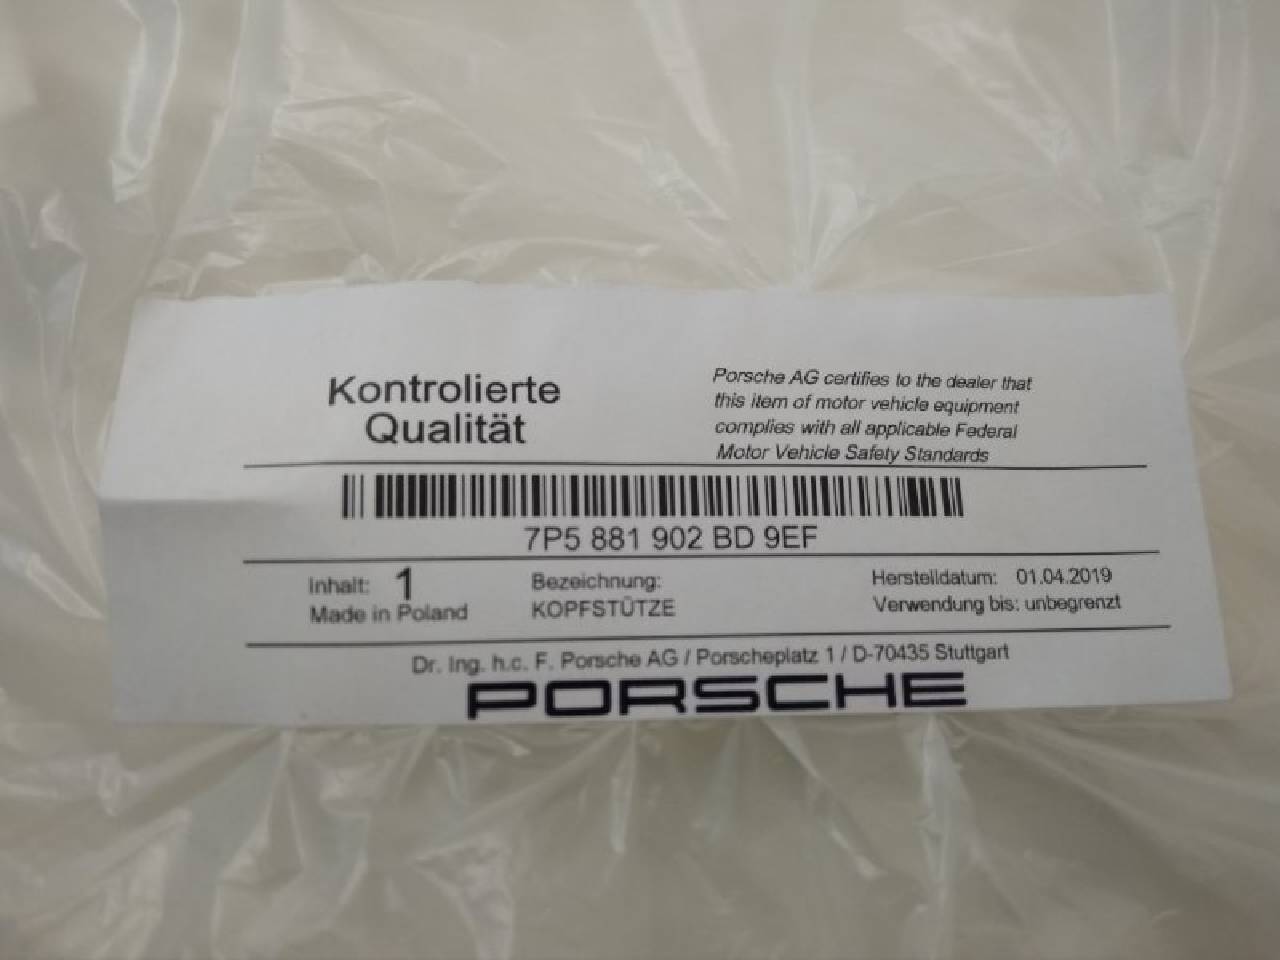 Kontrolierte
Qualität
Porsche AG certifies to the dealer that
this item of motor vehicle equipment
complies with all applicable Federal
Motor Vehicle Safety Standards
7P5 881 902 BD 9EF
Inhalt: 1
Made in Poland
Bezeichnung:
KOPFSTÜTZE
Herstelldatum: 01.04.2019
Verwendung bis: unbegrenzt
Dr. Ing. h.c. F. Porsche AG / Porscheplatz 1 / D-70435 Stuttgart
PORSCHE